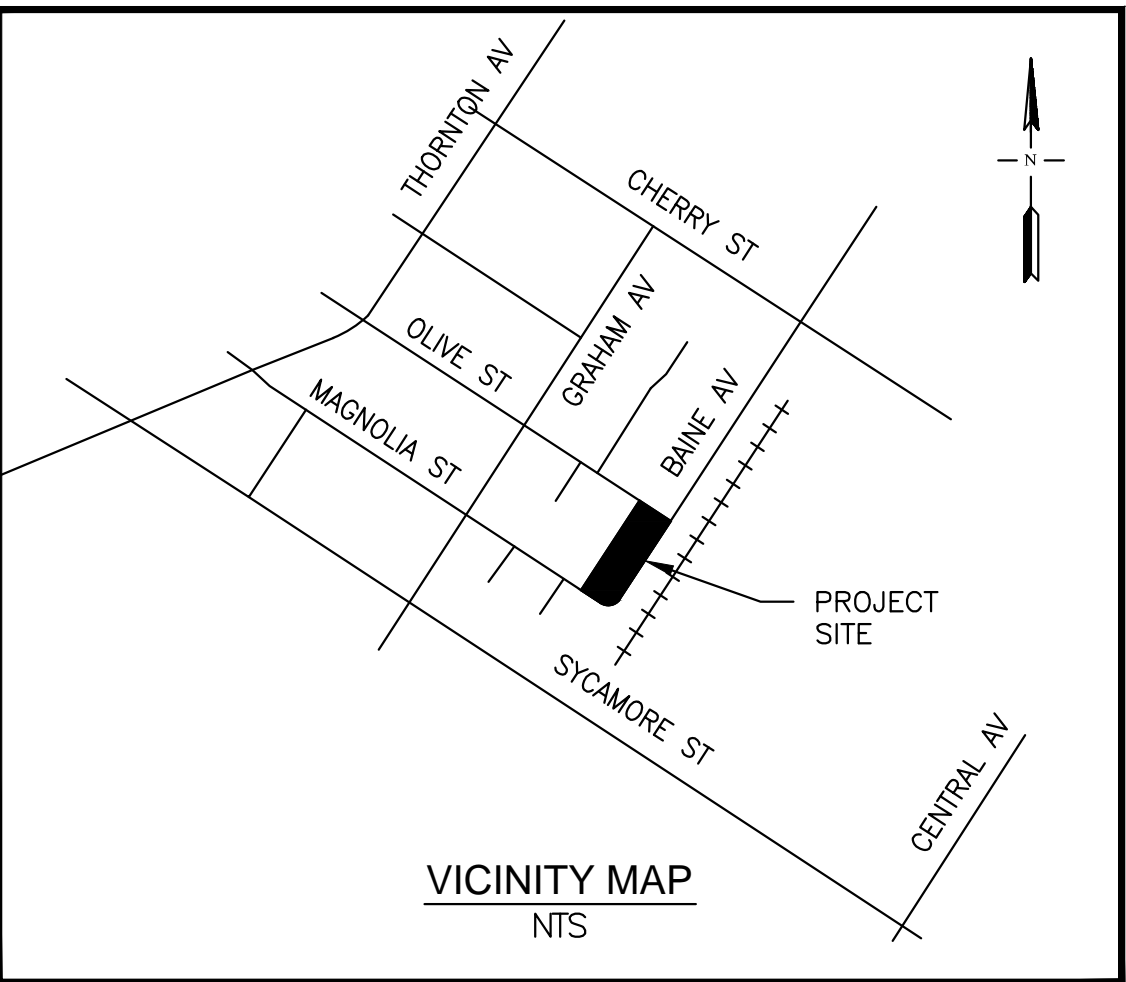 THORNTON AV
CHERRY ST
N
GRAHAM AV
OLIVE ST
BAINE AV
MAGNOLIA ST
PROJECT
SITE
SYCAMORE ST
CENTRAL AV
VICINITY MAP
NTS